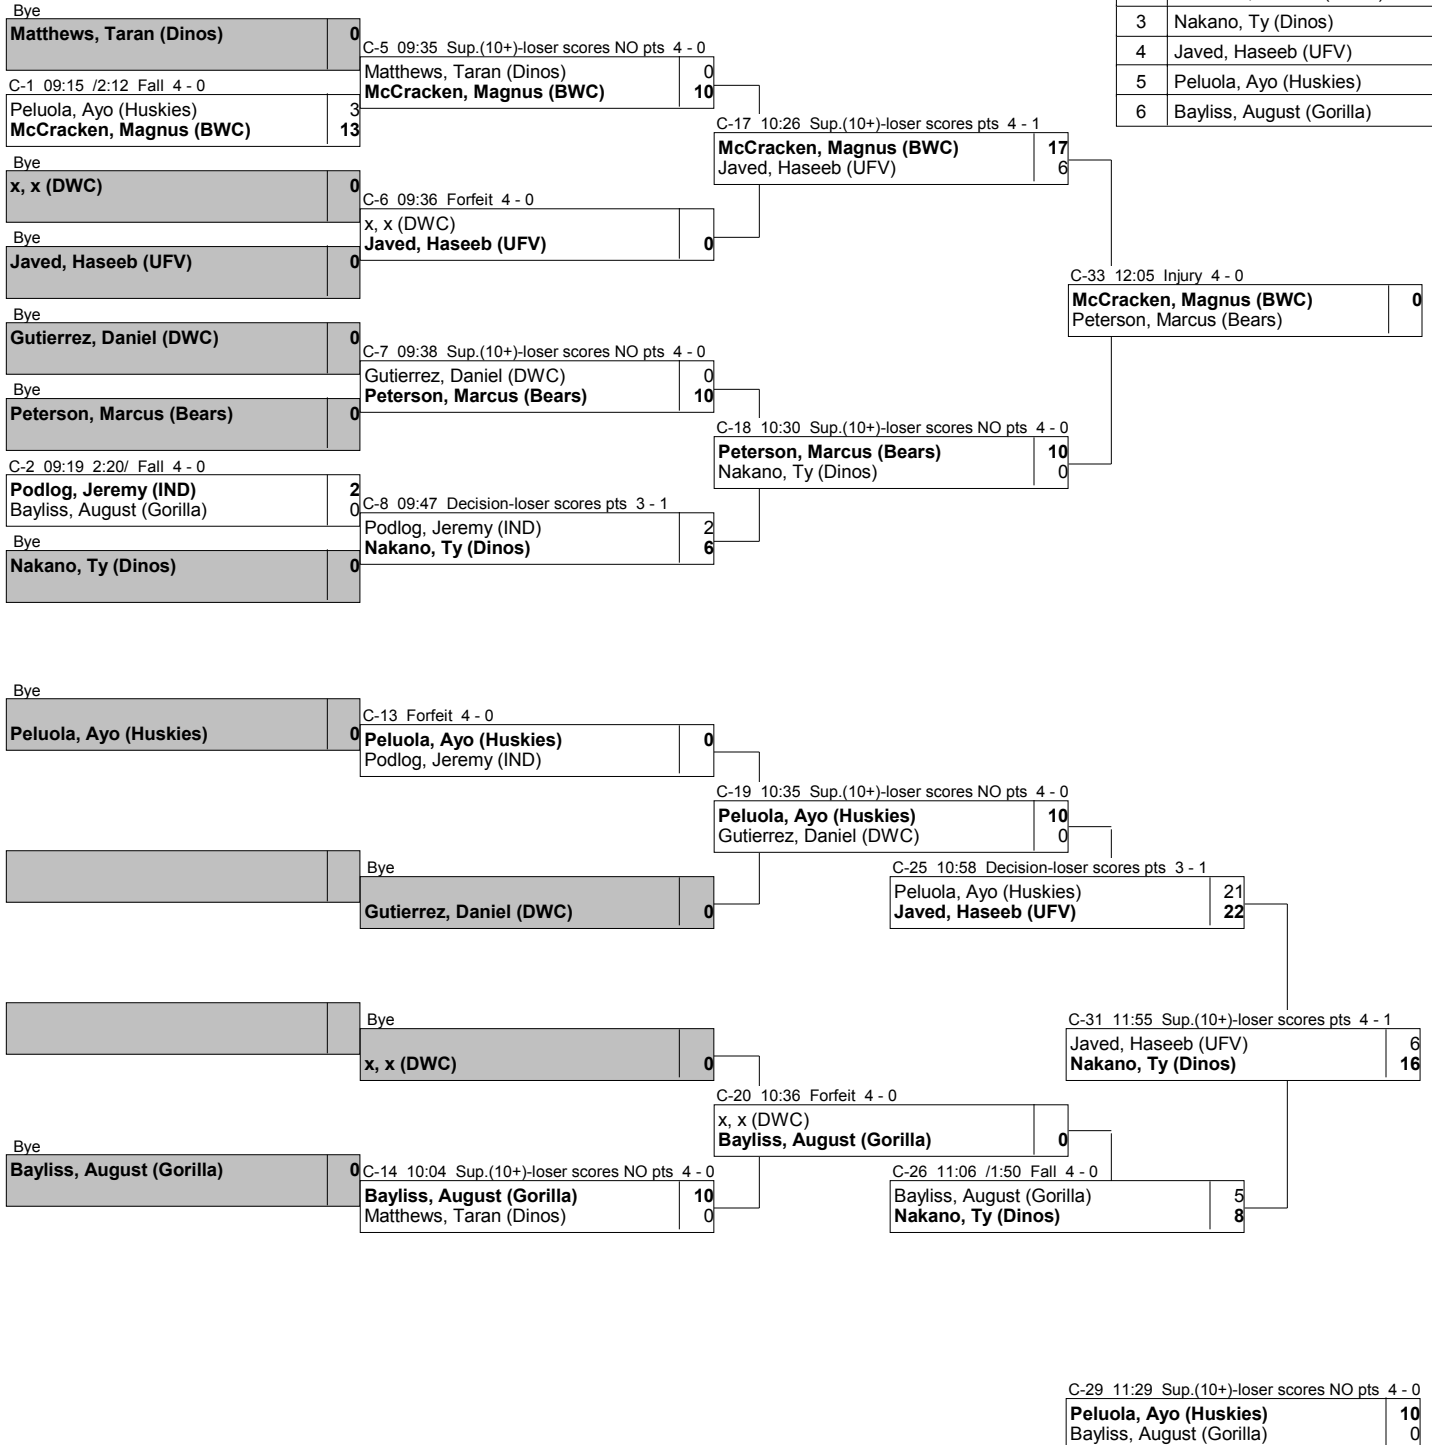 Bye
Matthews, Taran (Dinos) 0
C-1 09:15 /2:12 Fall 4 - 0
Peluola, Ayo (Huskies) 3
McCracken, Magnus (BWC) 13
Bye
x, x (DWC) 0
Bye
Javed, Haseeb (UFV) 0
Bye
Gutierrez, Daniel (DWC) 0
Bye
Peterson, Marcus (Bears) 0
C-2 09:19 2:20/ Fall 4 - 0
Podlog, Jeremy (IND) 2
Bayliss, August (Gorilla) 0
Bye
Nakano, Ty (Dinos) 0
C-5 09:35 Sup.(10+)-loser scores NO pts 4 - 0
Matthews, Taran (Dinos) 0
McCracken, Magnus (BWC) 10
C-6 09:36 Forfeit 4 - 0
x, x (DWC)
Javed, Haseeb (UFV) 0
C-7 09:38 Sup.(10+)-loser scores NO pts 4 - 0
Gutierrez, Daniel (DWC) 0
Peterson, Marcus (Bears) 10
C-8 09:47 Decision-loser scores pts 3 - 1
Podlog, Jeremy (IND) 2
Nakano, Ty (Dinos) 6
C-17 10:26 Sup.(10+)-loser scores pts 4 - 1
McCracken, Magnus (BWC) 17
Javed, Haseeb (UFV) 6
C-18 10:30 Sup.(10+)-loser scores NO pts 4 - 0
Peterson, Marcus (Bears) 10
Nakano, Ty (Dinos) 0
C-33 12:05 Injury 4 - 0
McCracken, Magnus (BWC) 0
Peterson, Marcus (Bears)
3 Nakano, Ty (Dinos)
4 Javed, Haseeb (UFV)
5 Peluola, Ayo (Huskies)
6 Bayliss, August (Gorilla)
Bye
Peluola, Ayo (Huskies) 0
Bye
Bayliss, August (Gorilla) 0
C-13 Forfeit 4 - 0
Peluola, Ayo (Huskies) 0
Podlog, Jeremy (IND)
Bye
Gutierrez, Daniel (DWC) 0
Bye
x, x (DWC) 0
C-14 10:04 Sup.(10+)-loser scores NO pts 4 - 0
Bayliss, August (Gorilla) 10
Matthews, Taran (Dinos) 0
C-19 10:35 Sup.(10+)-loser scores NO pts 4 - 0
Peluola, Ayo (Huskies) 10
Gutierrez, Daniel (DWC) 0
C-20 10:36 Forfeit 4 - 0
x, x (DWC)
Bayliss, August (Gorilla) 0
C-25 10:58 Decision-loser scores pts 3 - 1
Peluola, Ayo (Huskies) 21
Javed, Haseeb (UFV) 22
C-26 11:06 /1:50 Fall 4 - 0
Bayliss, August (Gorilla) 5
Nakano, Ty (Dinos) 8
C-31 11:55 Sup.(10+)-loser scores pts 4 - 1
Javed, Haseeb (UFV) 6
Nakano, Ty (Dinos) 16
C-29 11:29 Sup.(10+)-loser scores NO pts 4 - 0
Peluola, Ayo (Huskies) 10
Bayliss, August (Gorilla) 0